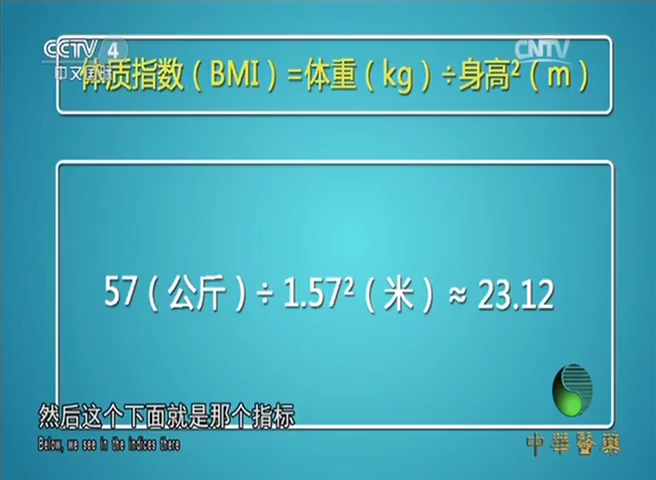 CCTV 4
中文国际
CNTV
体质指数（BMI）=体重（kg）÷身高²（m）
57（公斤）÷ 1.57²（米）≈ 23.12
然后这个下面就是那个指标
Below, we see in the indices there
中華醫藥